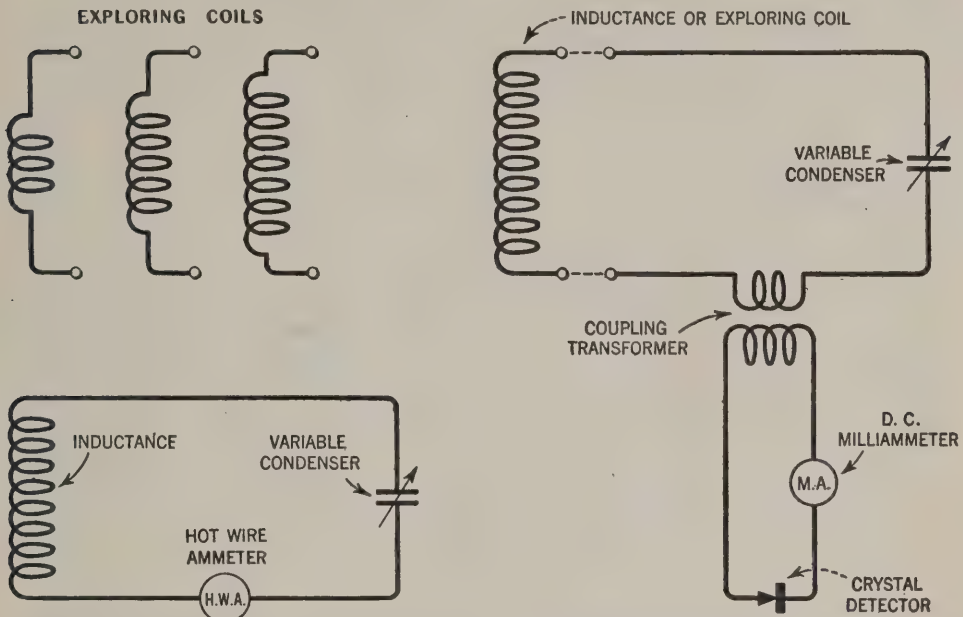 EXPLORING COILS
INDUCTANCE OR EXPLORING COIL
VARIABLE
CONDENSER
COUPLING
TRANSFORMER
D. C.
MILLIAMMETER
M.A.
CRYSTAL
DETECTOR
INDUCTANCE
VARIABLE
CONDENSER
HOT WIRE
AMMETER
H.W.A.